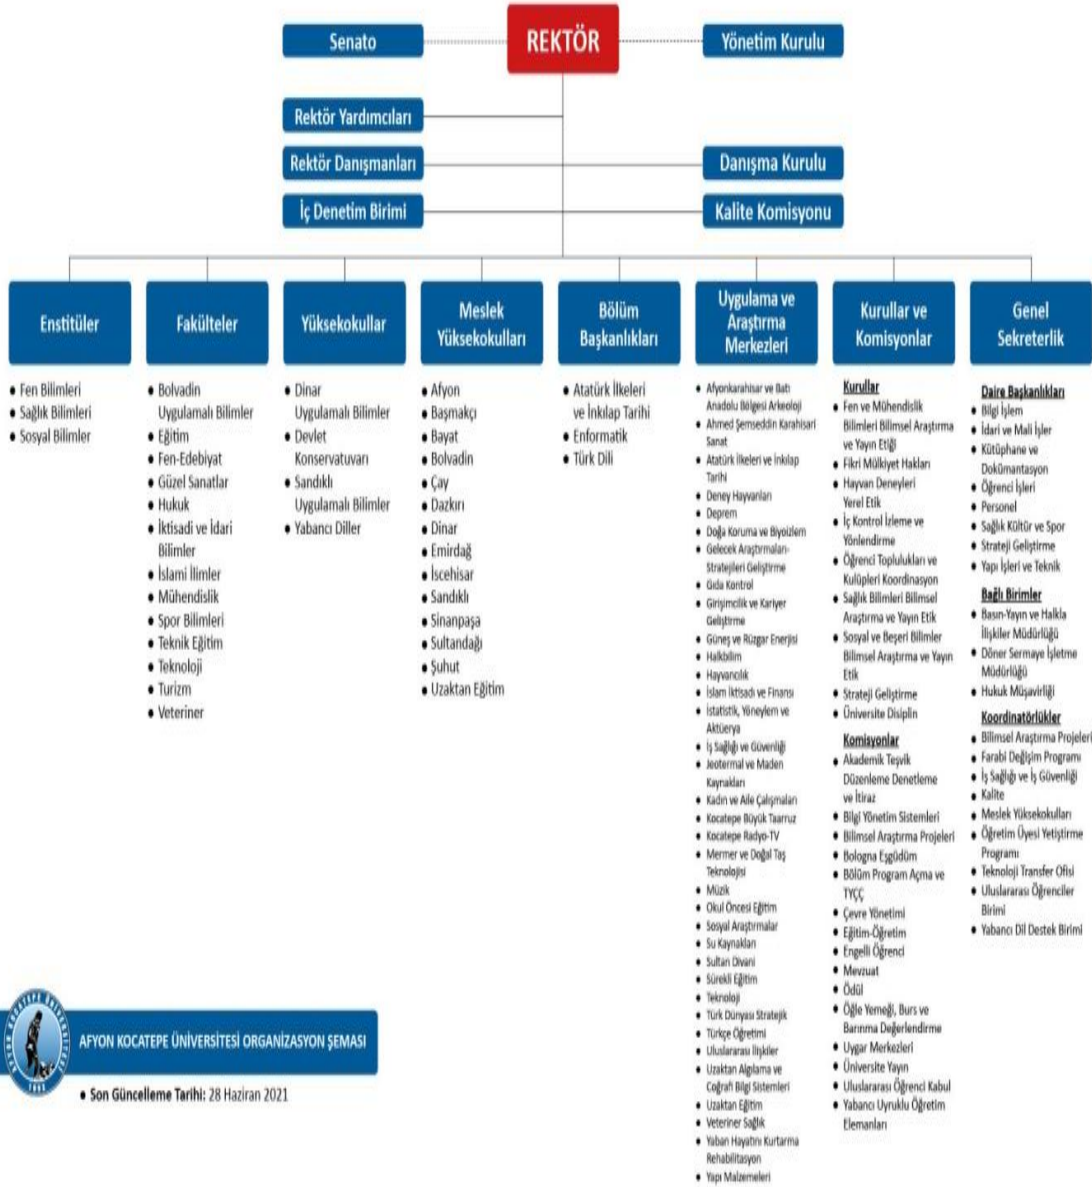 Senato
REKTÖR
Yönetim Kurulu
Rektör Yardımcıları
Rektör Danışmanları
Danışma Kurulu
İç Denetim Birimi
Kalite Komisyonu
Enstitüler
• Fen Bilimleri
• Sağlık Bilimleri
• Sosyal Bilimler
Fakülteler
• Bolvadin
Uygulamalı Bilimler
• Eğitim
• Fen-Edebiyat
• Güzel Sanatlar
• Hukuk
• İktisadi ve İdari
Bilimler
• İslami İlimler
• Mühendislik
• Spor Bilimleri
• Teknik Eğitim
• Teknoloji
• Turizm
• Veteriner
Yüksekokullar
• Dinar
Uygulamalı Bilimler
• Devlet
Konservatuvarı
• Sandıklı
Uygulamalı Bilimler
• Yabancı Diller
Meslek
Yüksekokulları
• Afyon
• Başmakçı
• Bayat
• Bolvadin
• Çay
• Dazkırı
• Dinar
• Emirdağ
• İscehisar
• Sandıklı
• Sinanpaşa
• Sultandağı
• Şuhut
• Uzaktan Eğitim
Bölüm
Başkanlıkları
• Atatürk İlkeleri
ve İnkılap Tarihi
• Enformatik
• Türk Dili
Uygulama ve
Araştırma
Merkezleri
• Afyonkarahisar ve Batı
Anadolu Bölgesi Arkeoloji
• Ahmed Şemseddin Karahisari
Sanat
• Atatürk İlkeleri ve İnkılap
Tarihi
• Deney Hayvanları
• Deprem
• Doğa Koruma ve Biyoizlem
• Gelecek Araştırmaları-
Stratejileri Geliştirme
• Gıda Kontrol
• Girişimcilik ve Kariyer
Geliştirme
• Güneş ve Rüzgar Enerjisi
• Halkbilim
• Hayvancılık
• İslam İktisadı ve Finansı
• İstatistik, Yöneylem ve
Aktüerya
• İş Sağlığı ve Güvenliği
• Jeotermal ve Maden
Kaynakları
• Kadın ve Aile Çalışmaları
• Kocatepe Büyük Taarruz
• Kocatepe Radyo-TV
• Mermer ve Doğal Taş
Teknolojisi
• Müzik
• Okul Öncesi Eğitim
• Sosyal Araştırmalar
• Su Kaynakları
• Sultan Divani
• Sürekli Eğitim
• Teknoloji
• Türk Dünyası Stratejik
• Türkçe Öğretimi
• Uluslararası İlişkiler
• Uzaktan Algılama ve
Coğrafi Bilgi Sistemleri
• Uzaktan Eğitim
• Veteriner Sağlık
• Yaban Hayatını Kurtarma
Rehabilitasyon
• Yapı Malzemeleri
Kurullar ve
Komisyonlar
Kurullar
• Fen ve Mühendislik
Bilimleri Bilimsel Araştırma
ve Yayın Etiği
• Fikri Mülkiyet Hakları
• Hayvan Deneyleri
Yerel Etik
• İç Kontrol İzleme ve
Yönlendirme
• Öğrenci Toplulukları ve
Kulüpleri Koordinasyon
• Sağlık Bilimleri Bilimsel
Araştırma ve Yayın Etik
• Sosyal ve Beşeri Bilimler
Bilimsel Araştırma ve Yayın
Etik
• Strateji Geliştirme
• Üniversite Disiplin
Komisyonlar
• Akademik Teşvik
Düzenleme Denetleme
ve İtiraz
• Bilgi Yönetim Sistemleri
• Bilimsel Araştırma Projeleri
• Bologna Eşgüdüm
• Bölüm Program Açma ve
TYÇÇ
• Çevre Yönetimi
• Eğitim-Öğretim
• Engelli Öğrenci
• Mevzuat
• Ödül
• Öğle Yemeği, Burs ve
Barınma Değerlendirme
• Uygar Merkezleri
• Üniversite Yayın
• Uluslararası Öğrenci Kabul
• Yabancı Uyruklu Öğretim
Elemanları
Genel
Sekreterlik
Daire Başkanlıkları
• Bilgi İşlem
• İdari ve Mali İşler
• Kütüphane ve
Dokümantasyon
• Öğrenci İşleri
• Personel
• Sağlık Kültür ve Spor
• Strateji Geliştirme
• Yapı İşleri ve Teknik
Bağlı Birimler
• Basın-Yayın ve Halkla
İlişkiler Müdürlüğü
• Döner Sermaye İşletme
Müdürlüğü
• Hukuk Müşavirliği
Koordinatörlükler
• Bilimsel Araştırma Projeleri
• Farabi Değişim Programı
• İş Sağlığı ve İş Güvenliği
• Kalite
• Meslek Yüksekokulları
• Öğretim Üyesi Yetiştirme
Programı
• Teknoloji Transfer Ofisi
• Uluslararası Öğrenciler
Birimi
• Yabancı Dil Destek Birimi
AFYON KOCATEPE ÜNİVERSİTESİ
1992
AFYON KOCATEPE ÜNİVERSİTESİ ORGANİZASYON ŞEMASI
• Son Güncelleme Tarihi: 28 Haziran 2021